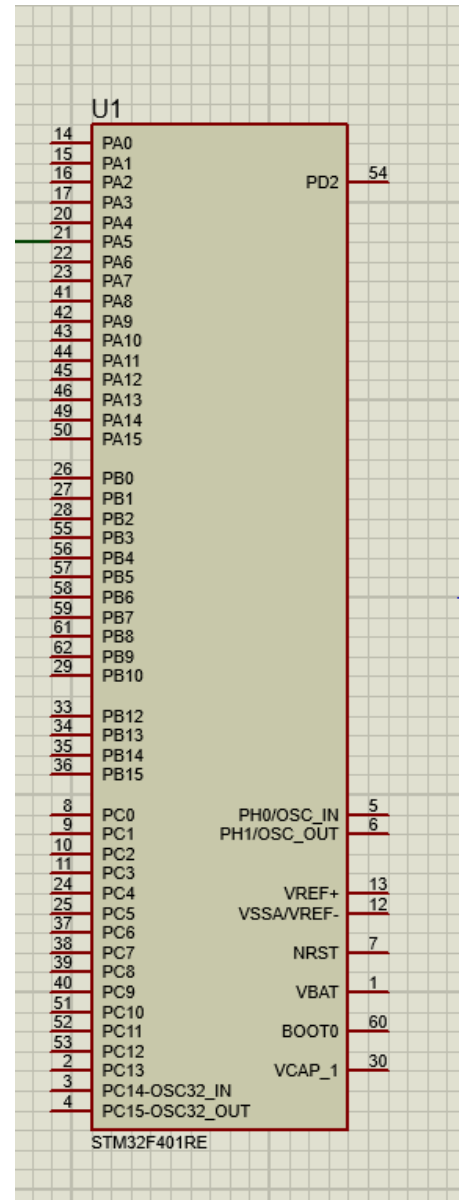 U1
14 PA0
15 PA1
16 PA2
PD2 54
17 PA3
20 PA4
21 PA5
22 PA6
23 PA7
41 PA8
42 PA9
43 PA10
44 PA11
45 PA12
46 PA13
49 PA14
50 PA15
26 PB0
27 PB1
28 PB2
55 PB3
56 PB4
57 PB5
58 PB6
59 PB7
61 PB8
62 PB9
29 PB10
33 PB12
34 PB13
35 PB14
36 PB15
8 PC0
PH0/OSC_IN 5
9 PC1
PH1/OSC_OUT 6
10 PC2
11 PC3
24 PC4
VREF+ 13
25 PC5
VSSA/VREF- 12
37 PC6
38 PC7
NRST 7
39 PC8
40 PC9
VBAT 1
51 PC10
52 PC11
BOOT0 60
53 PC12
2 PC13
VCAP_1 30
3 PC14-OSC32_IN
4 PC15-OSC32_OUT
STM32F401RE